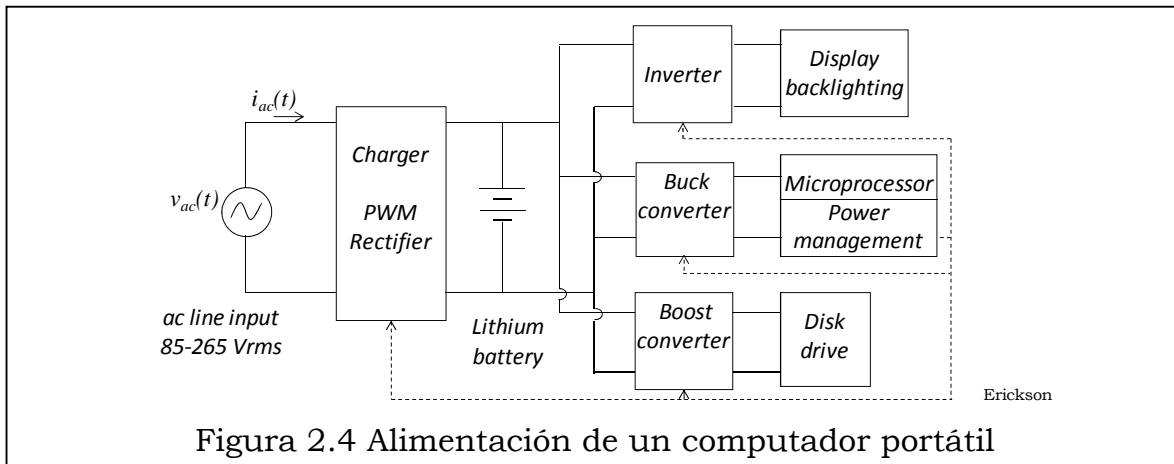 i_ac(t)
v_ac(t)
ac line input
85-265 Vrms
Charger
PWM
Rectifier
Lithium
battery
Inverter
Display
backlighting
Buck
converter
Microprocessor
Power
management
Boost
converter
Disk
drive
Erickson
Figura 2.4 Alimentación de un computador portátil